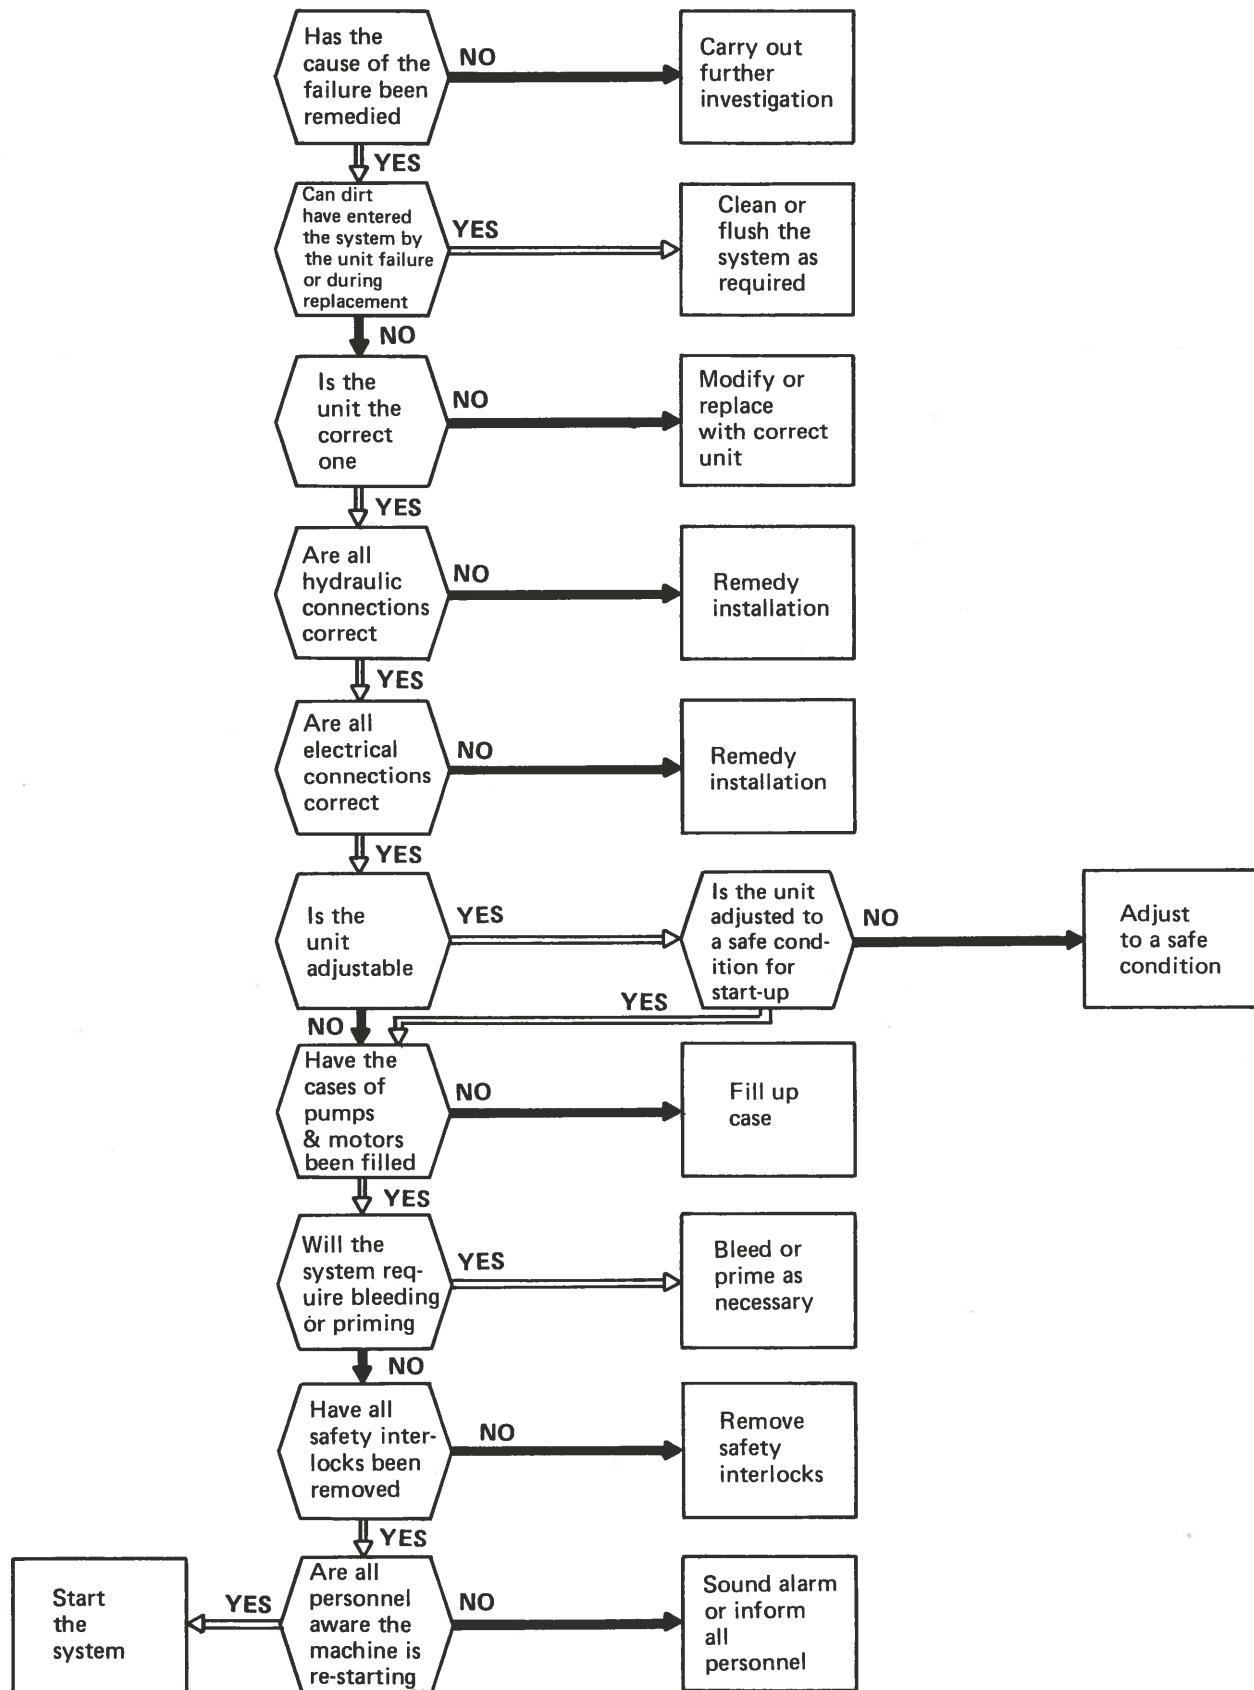 Has the
cause of the
failure been
remedied
NO
Carry out
further
investigation
YES
Can dirt
have entered
the system by
the unit failure
or during
replacement
YES
Clean or
flush the
system as
required
NO
Is the
unit the
correct
one
NO
Modify or
replace
with correct
unit
YES
Are all
hydraulic
connections
correct
NO
Remedy
installation
YES
Are all
electrical
connections
correct
NO
Remedy
installation
YES
Is the
unit
adjustable
YES
Is the unit
adjusted to
a safe cond-
ition for
start-up
NO
Adjust
to a safe
condition
YES
NO
Have the
cases of
pumps
& motors
been filled
NO
Fill up
case
YES
Will the
system req-
uire bleeding
or priming
YES
Bleed or
prime as
necessary
NO
Have all
safety inter-
locks been
removed
NO
Remove
safety
interlocks
YES
Are all
personnel
aware the
machine is
re-starting
YES
Start
the
system
NO
Sound alarm
or inform
all
personnel